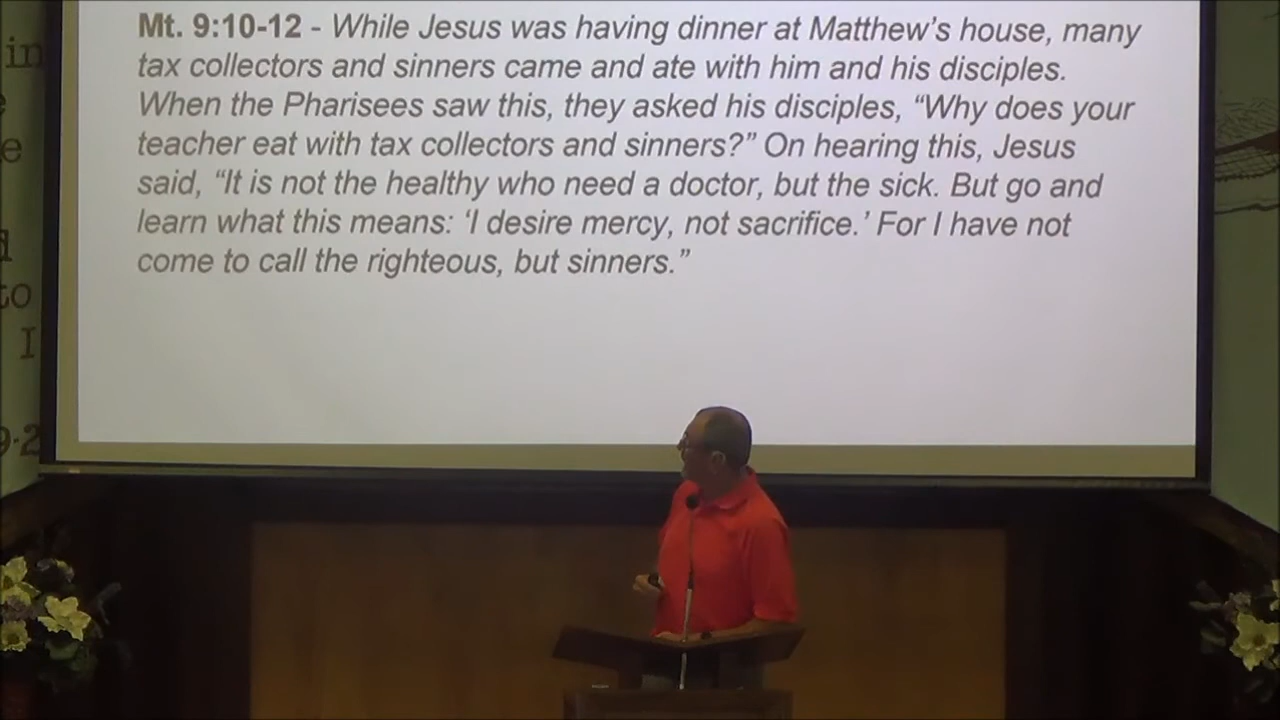 Mt. 9:10-12 - While Jesus was having dinner at Matthew's house, many
tax collectors and sinners came and ate with him and his disciples.
When the Pharisees saw this, they asked his disciples, “Why does your
teacher eat with tax collectors and sinners?” On hearing this, Jesus
said, “It is not the healthy who need a doctor, but the sick. But go and
learn what this means: ‘I desire mercy, not sacrifice.’ For I have not
come to call the righteous, but sinners.”
in
e
to
I